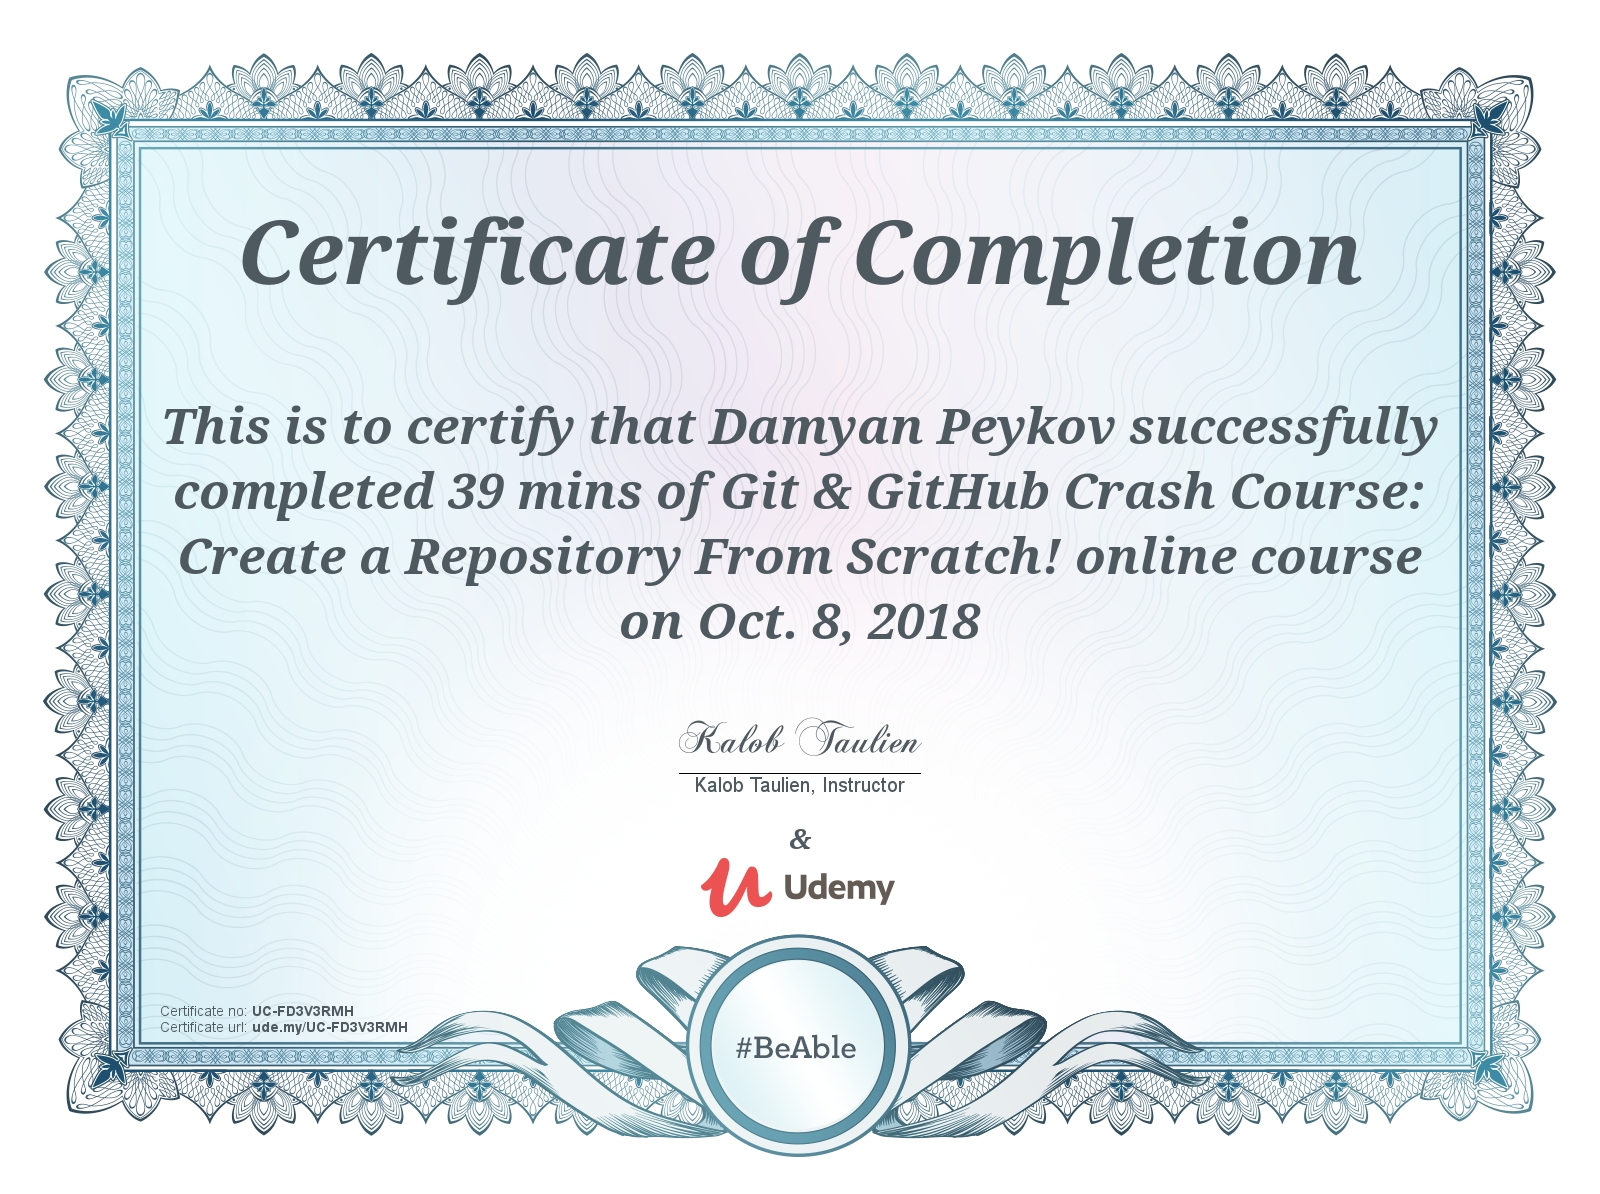 Certificate of Completion
This is to certify that Damyan Peykov successfully
completed 39 mins of Git & GitHub Crash Course:
Create a Repository From Scratch! online course
on Oct. 8, 2018
Kalob Taulien
Kalob Taulien, Instructor
&
Udemy
Certificate no: UC-FD3V3RMH
Certificate url: ude.my/UC-FD3V3RMH
#BeAble